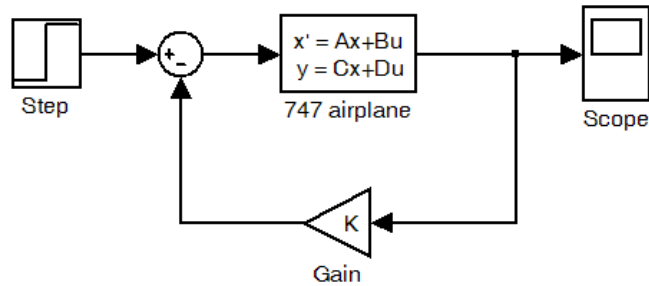 x' = Ax+Bu
y = Cx+Du
Step
747 airplane
Scope
K
Gain